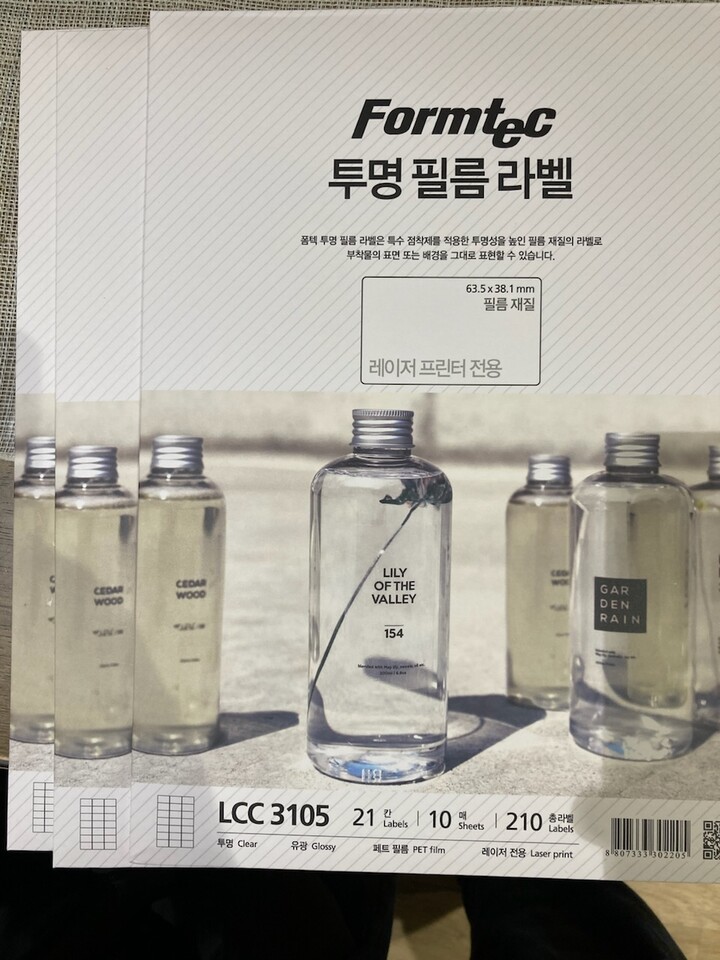 Formtec
투명 필름 라벨
폼텍 투명 필름 라벨은 특수 점착제를 적용한 투명성을 높인 필름 재질의 라벨로
부착물의 표면 또는 배경을 그대로 표현할 수 있습니다.
63.5 x 38.1 mm
필름 재질
레이저 프린터 전용
CEDAR
WOOD
CEDAR
WOOD
LILY
OF THE
VALLEY
154
GAR
DEN
RAIN
LCC 3105
21 칸 Labels
10 매 Sheets
210 총라벨 Labels
투명 Clear
유광 Glossy
페트 필름 PET film
레이저 전용 Laser print
8 807333 302205